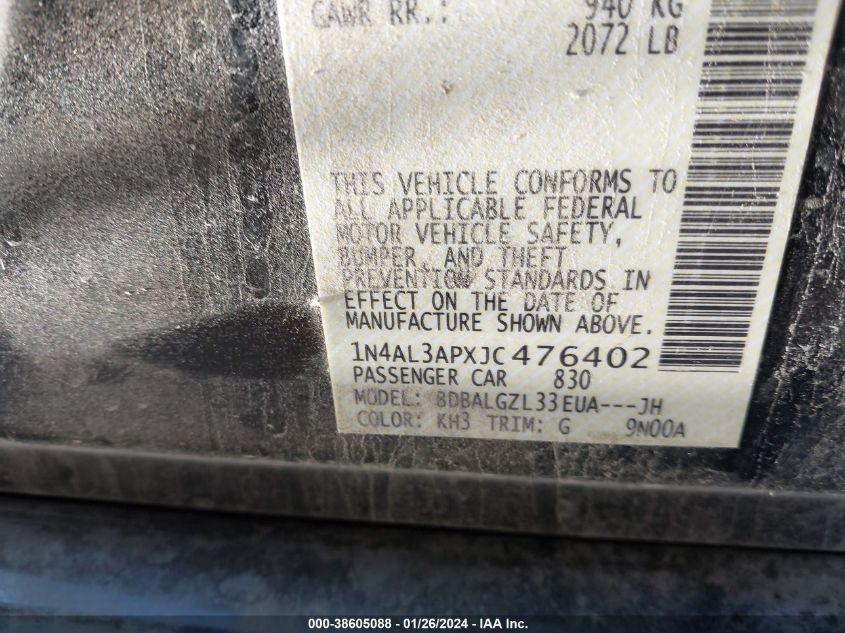 GAWR RR.: 940 KG
2072 LB
THIS VEHICLE CONFORMS TO
ALL APPLICABLE FEDERAL
MOTOR VEHICLE SAFETY,
BUMPER, AND THEFT
PREVENTION STANDARDS IN
EFFECT ON THE DATE OF
MANUFACTURE SHOWN ABOVE.
1N4AL3APXJC476402
PASSENGER CAR 830
MODEL: BDBALGZL33EUA---JH
COLOR: KH3 TRIM: G 9N00A
000-38605088 - 01/26/2024 - IAA Inc.